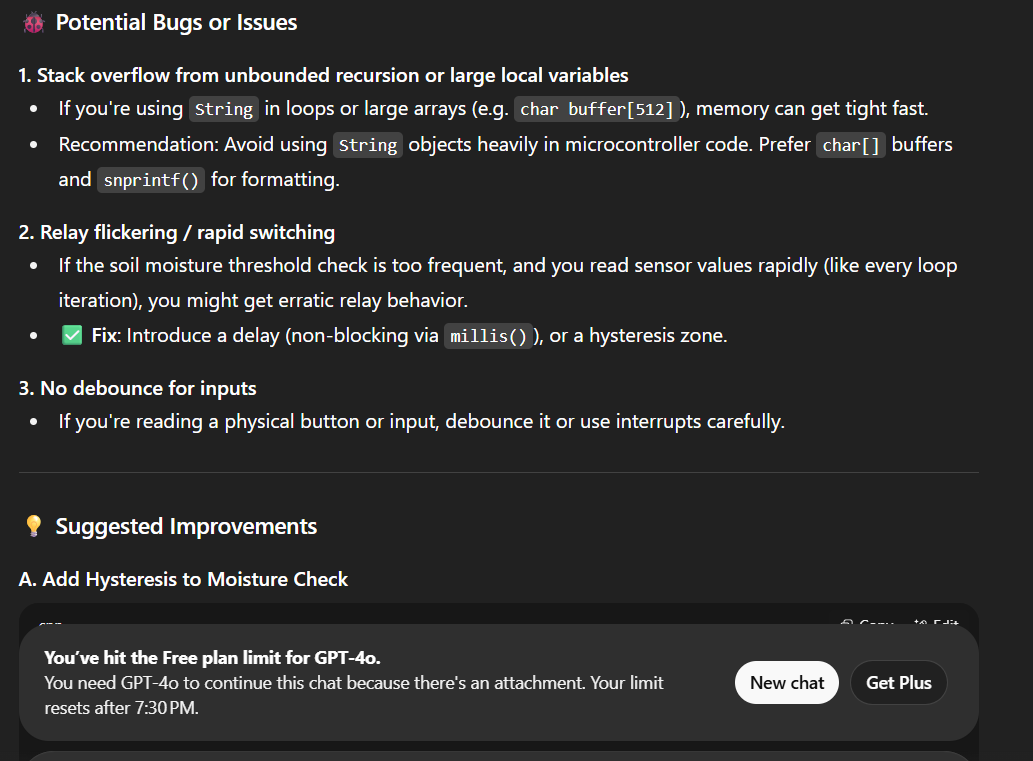 Potential Bugs or Issues
1. Stack overflow from unbounded recursion or large local variables
If you're using String in loops or large arrays (e.g. char buffer[512]), memory can get tight fast.
Recommendation: Avoid using String objects heavily in microcontroller code. Prefer char[] buffers
and snprintf() for formatting.
2. Relay flickering / rapid switching
If the soil moisture threshold check is too frequent, and you read sensor values rapidly (like every loop
iteration), you might get erratic relay behavior.
Fix: Introduce a delay (non-blocking via millis()), or a hysteresis zone.
3. No debounce for inputs
If you're reading a physical button or input, debounce it or use interrupts carefully.
Suggested Improvements
A. Add Hysteresis to Moisture Check
cpp Copy Edit
You've hit the Free plan limit for GPT-4o.
You need GPT-4o to continue this chat because there's an attachment. Your limit
resets after 7:30 PM.
New chat Get Plus